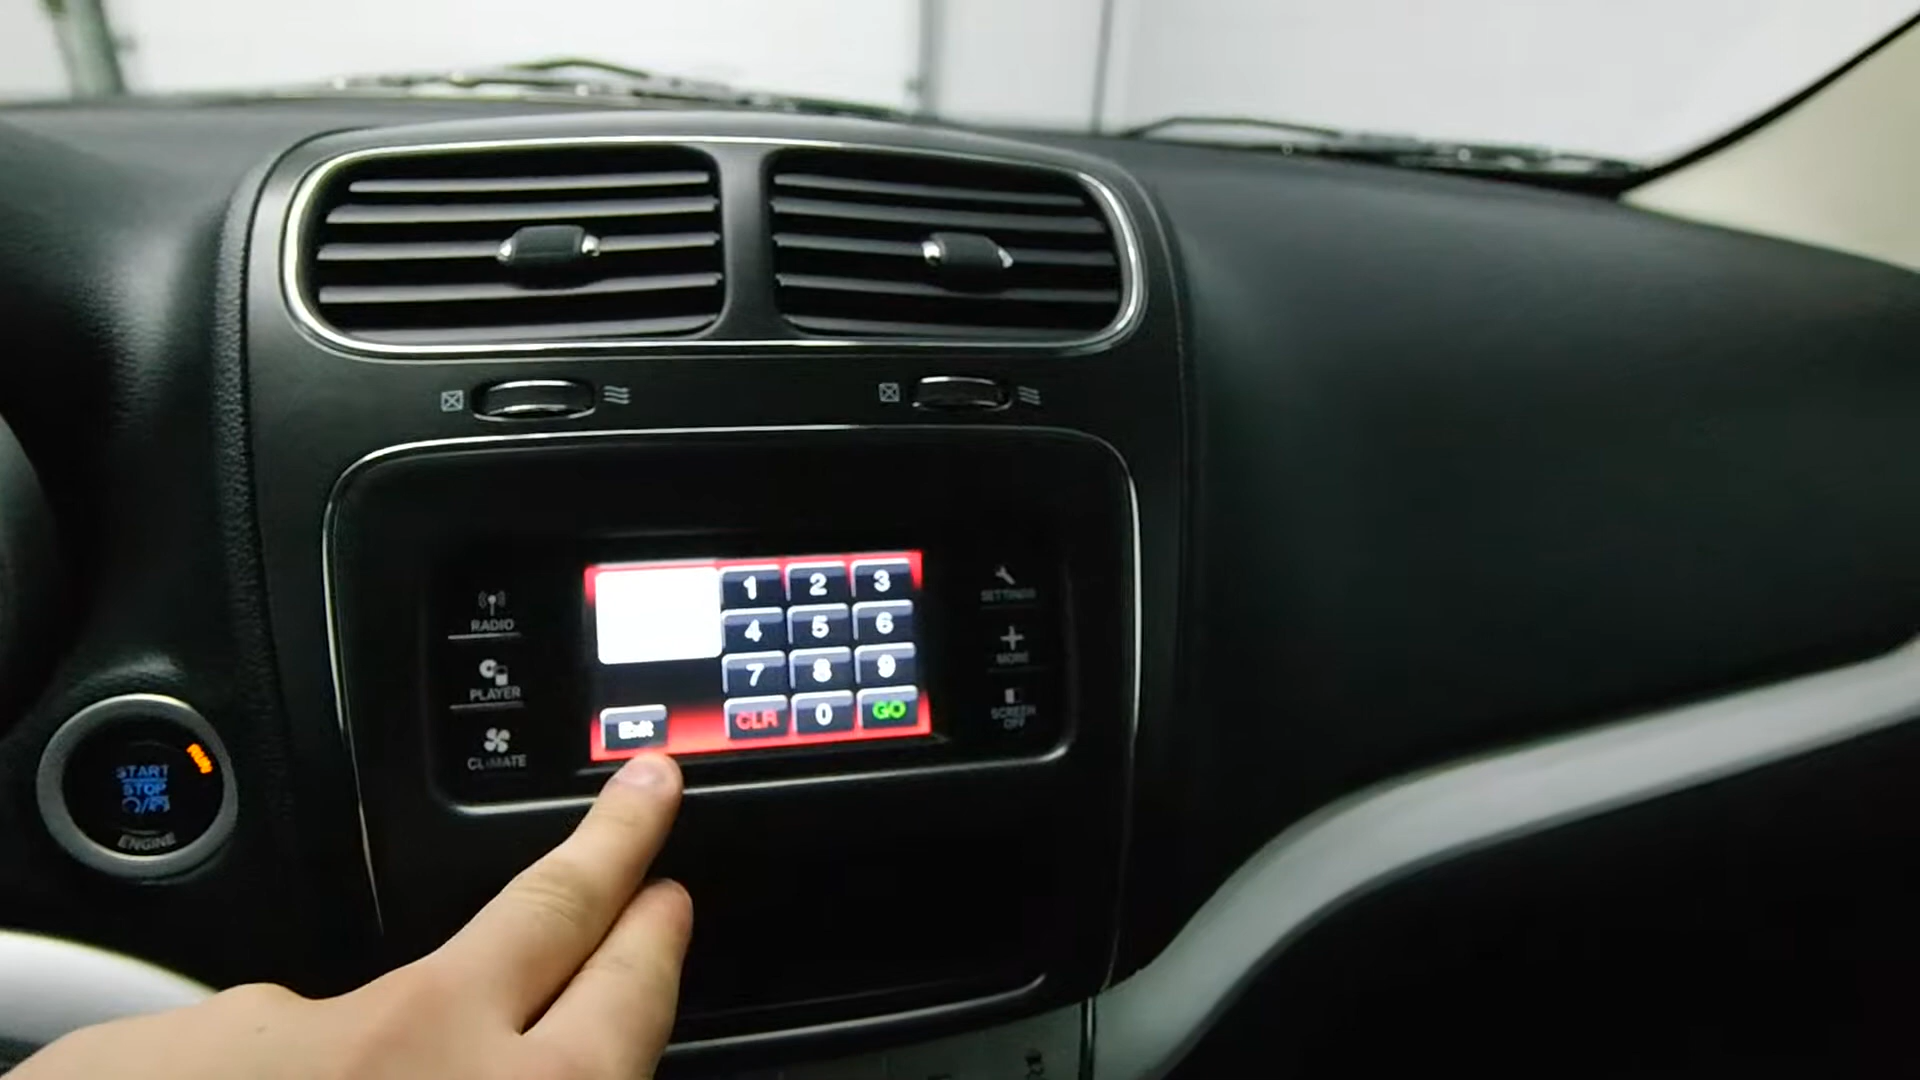 1 2 3
4 5 6
7 8 9
Exit CLR 0 GO
RADIO
PLAYER
CLIMATE
SETTINGS
MORE
SCREEN
OFF
RUN
START
STOP
ENGINE